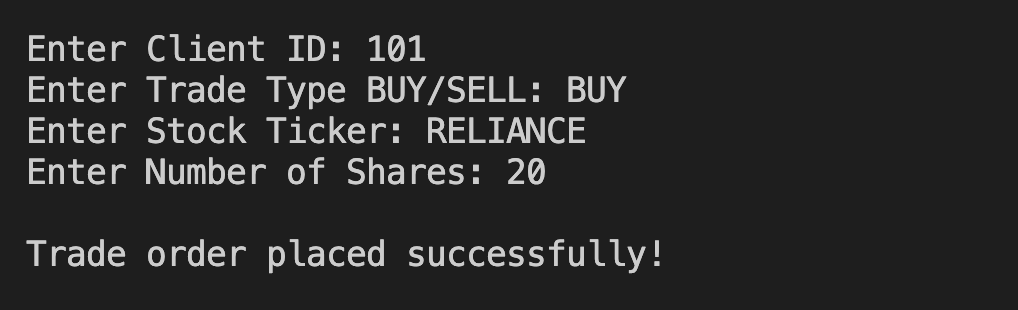 Enter Client ID: 101
Enter Trade Type BUY/SELL: BUY
Enter Stock Ticker: RELIANCE
Enter Number of Shares: 20
Trade order placed successfully!